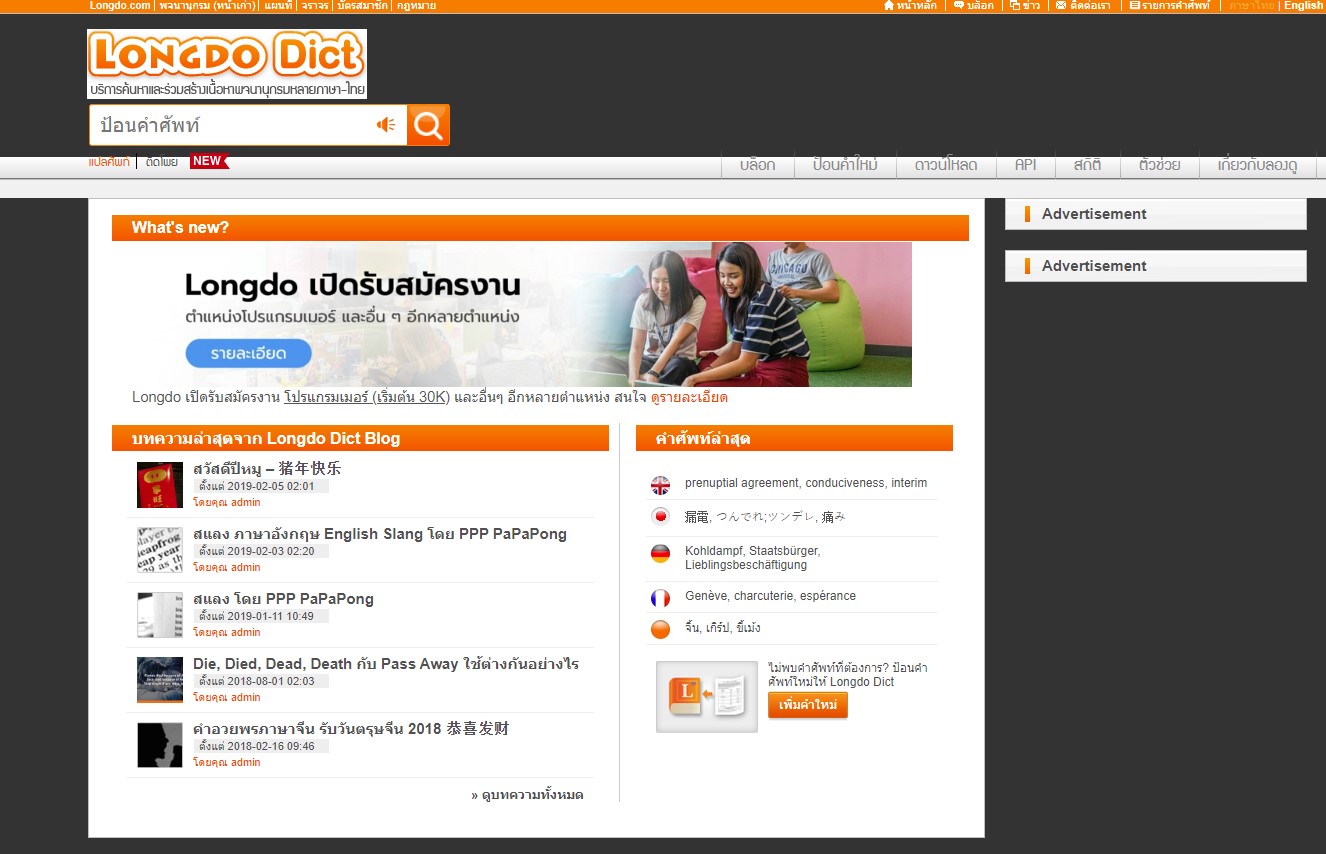 Longdo.com | พจนานุกรม (หน้าเก่า) | แผนที่ | จราจร | บัตรสมาชิก | กฎหมาย
หน้าหลัก | บล็อก | ข่าว | ติดต่อเรา | รายการคำศัพท์ | ภาษาไทย | English
LONGDO Dict
บริการค้นหาและร่วมสร้างเนื้อหาพจนานุกรมหลายภาษา-ไทย
ป้อนคำศัพท์
แปลศัพท์ | ติดโผย NEW
บล็อก ป้อนคำใหม่ ดาวน์โหลด API สถิติ ตัวช่วย เกี่ยวกับลองดู
What's new?
Longdo เปิดรับสมัครงาน
ตำแหน่งโปรแกรมเมอร์ และอื่น ๆ อีกหลายตำแหน่ง
รายละเอียด
CHICAGO
Longdo เปิดรับสมัครงาน โปรแกรมเมอร์ (เริ่มต้น 30K) และอื่นๆ อีกหลายตำแหน่ง สนใจ ดูรายละเอียด
บทความล่าสุดจาก Longdo Dict Blog
สวัสดีปีหมู – 猪年快乐
ตั้งแต่ 2019-02-05 02:01
โดยคุณ admin
สแลง ภาษาอังกฤษ English Slang โดย PPP PaPaPong
ตั้งแต่ 2019-02-03 02:20
โดยคุณ admin
สแลง โดย PPP PaPaPong
ตั้งแต่ 2019-01-11 10:49
โดยคุณ admin
Die, Died, Dead, Death กับ Pass Away ใช้ต่างกันอย่างไร
ตั้งแต่ 2018-08-01 02:03
โดยคุณ admin
คำอวยพรภาษาจีน รับวันตรุษจีน 2018 恭喜发财
ตั้งแต่ 2018-02-16 09:46
โดยคุณ admin
» ดูบทความทั้งหมด
คำศัพท์ล่าสุด
prenuptial agreement, conduciveness, interim
漏電, つんでれ;ツンデレ, 痛み
Kohldampf, Staatsbürger,
Lieblingsbeschäftigung
Genève, charcuterie, espérance
จิ้น, เกิร์ป, ขี้เม้ง
ไม่พบคำศัพท์ที่ต้องการ? ป้อนคำ
ศัพท์ใหม่ให้ Longdo Dict
เพิ่มคำใหม่
Advertisement
Advertisement